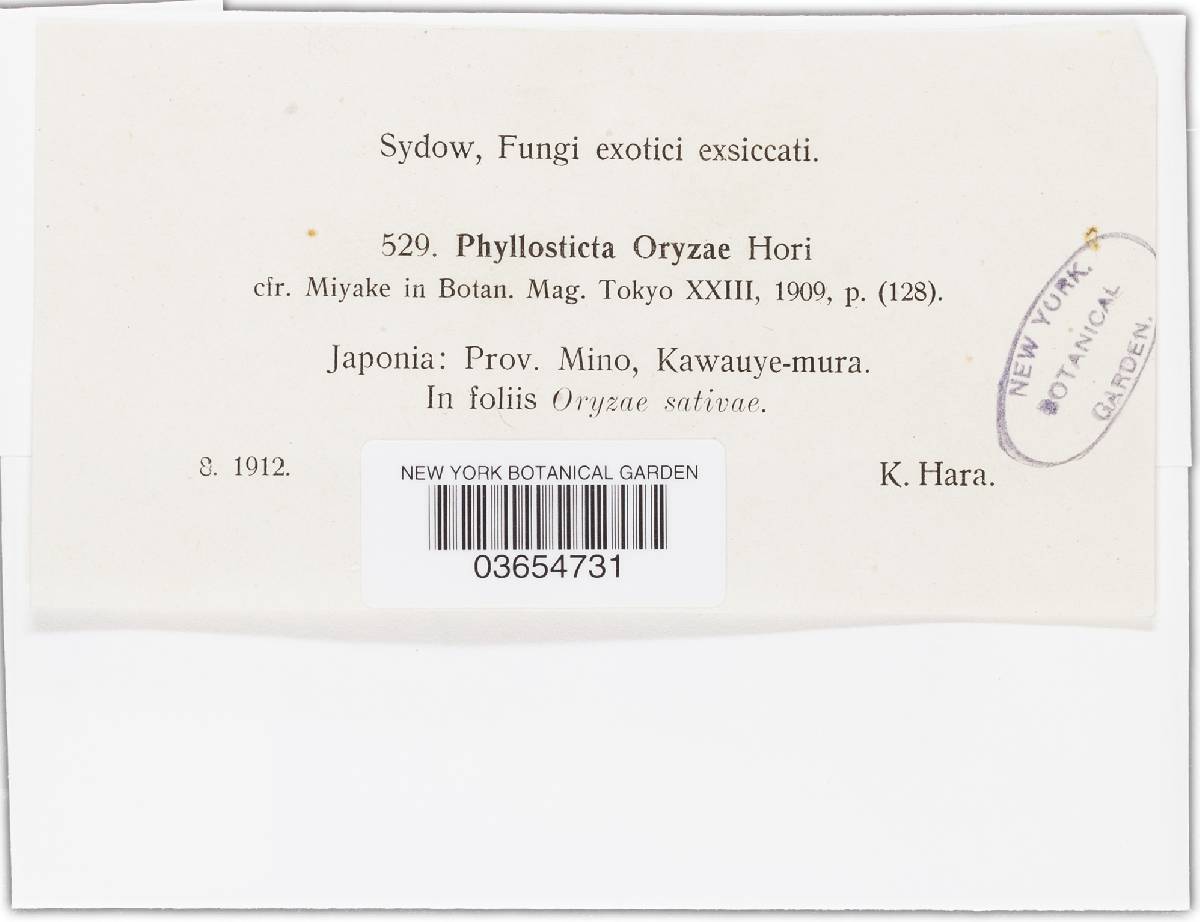 Sydow, Fungi exotici exsiccati.
529. Phyllosticta Oryzae Hori
cfr. Miyake in Botan. Mag. Tokyo XXIII, 1909, p. (128).
Japonia: Prov. Mino, Kawauye-mura.
In foliis Oryzae sativae.
8. 1912.
K. Hara.
NEW YORK BOTANICAL GARDEN
03654731
NEW YORK.
BOTANICAL
GARDEN.